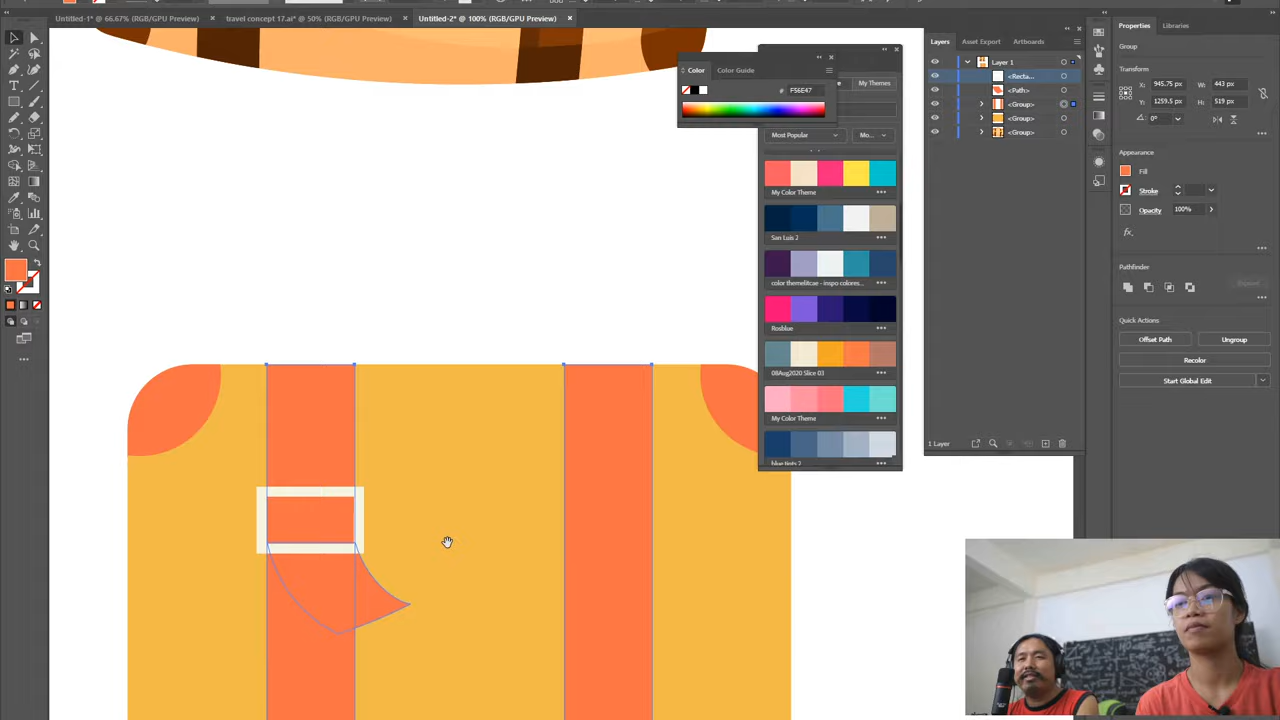 Untitled-1* @ 66.67% (RGB/GPU Preview)
travel concept 17.ai* @ 50% (RGB/GPU Preview)
Untitled-2* @ 100% (RGB/GPU Preview)
Color
Color Guide
# F56E47
My Themes
Most Popular
Mo...
My Color Theme
San Luis 2
color themelitcae - inspo colores...
Rosblue
08Aug2020 Slice 03
My Color Theme
blue tints 2
Layers
Asset Export
Artboards
Layer 1
<Recta...
<Path>
<Group>
<Group>
<Group>
1 Layer
Properties
Libraries
Group
Transform
X: 945.75 px
W: 443 px
Y: 1259.5 px
H: 519 px
0°
Appearance
Fill
Stroke
Opacity
100%
fx.
Pathfinder
Expand
Quick Actions
Offset Path
Ungroup
Recolor
Start Global Edit